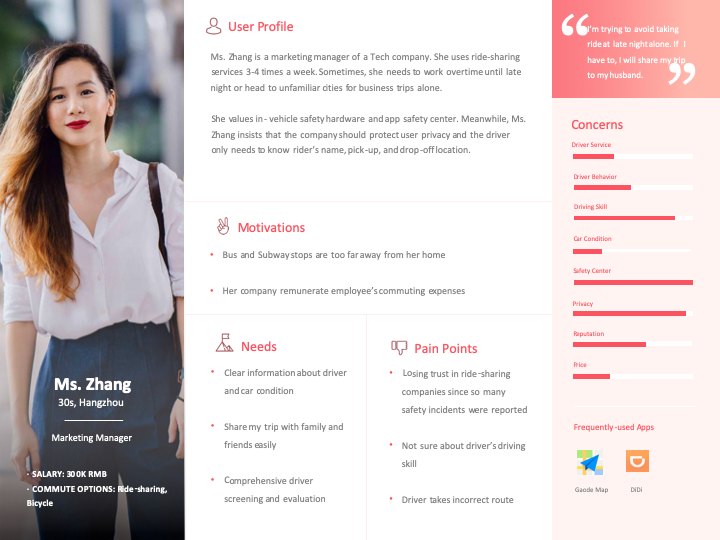 Ms. Zhang
30s, Hangzhou
Marketing Manager
· SALARY: 300K RMB
· COMMUTE OPTIONS: Ride-sharing,
Bicycle
User Profile
Ms. Zhang is a marketing manager of a Tech company. She uses ride-sharing
services 3-4 times a week. Sometimes, she needs to work overtime until late
night or head to unfamiliar cities for business trips alone.
She values in- vehicle safety hardware and app safety center. Meanwhile, Ms.
Zhang insists that the company should protect user privacy and the driver
only needs to know rider's name, pick-up, and drop-off location.
Motivations
• Bus and Subway stops are too far away from her home
• Her company remunerate employee's commuting expenses
Needs
• Clear information about driver
and car condition
• Share my trip with family and
friends easily
• Comprehensive driver
screening and evaluation
Pain Points
• Losing trust in ride-sharing
companies since so many
safety incidents were reported
• Not sure about driver's driving
skill
• Driver takes incorrect route
“I'm trying to avoid taking
ride at late night alone. If I
have to, I will share my trip
to my husband.”
Concerns
Driver Service
Driver Behavior
Driving Skill
Car Condition
Safety Center
Privacy
Reputation
Price
Frequently-used Apps
Gaode Map
DiDi